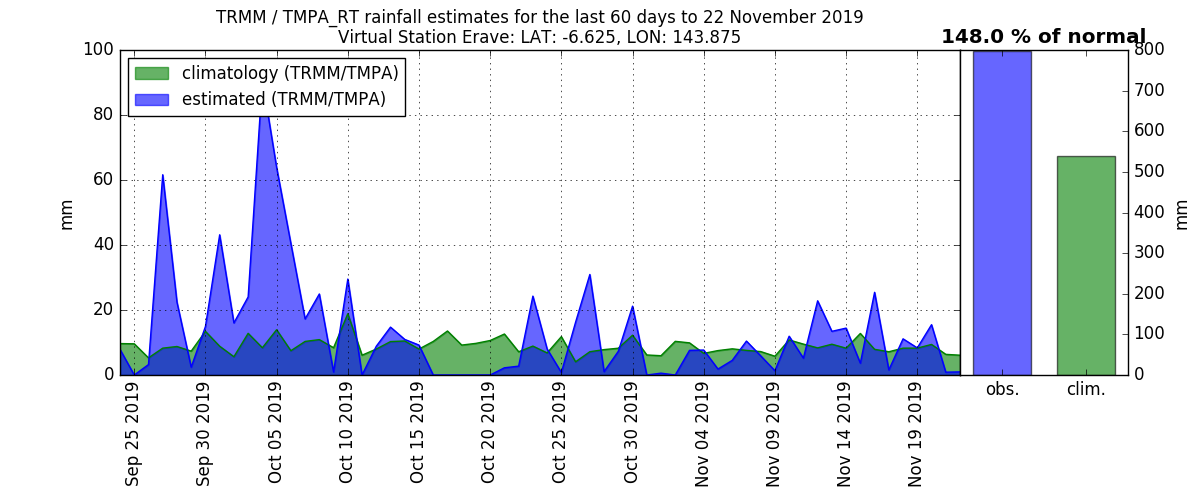 TRMM / TMPA_RT rainfall estimates for the last 60 days to 22 November 2019
Virtual Station Erave: LAT: -6.625, LON: 143.875
148.0 % of normal
climatology (TRMM/TMPA)
estimated (TRMM/TMPA)
100
80
60
40
20
0
mm
Sep 25 2019
Sep 30 2019
Oct 05 2019
Oct 10 2019
Oct 15 2019
Oct 20 2019
Oct 25 2019
Oct 30 2019
Nov 04 2019
Nov 09 2019
Nov 14 2019
Nov 19 2019
obs.
clim.
800
700
600
500
400
300
200
100
0
mm